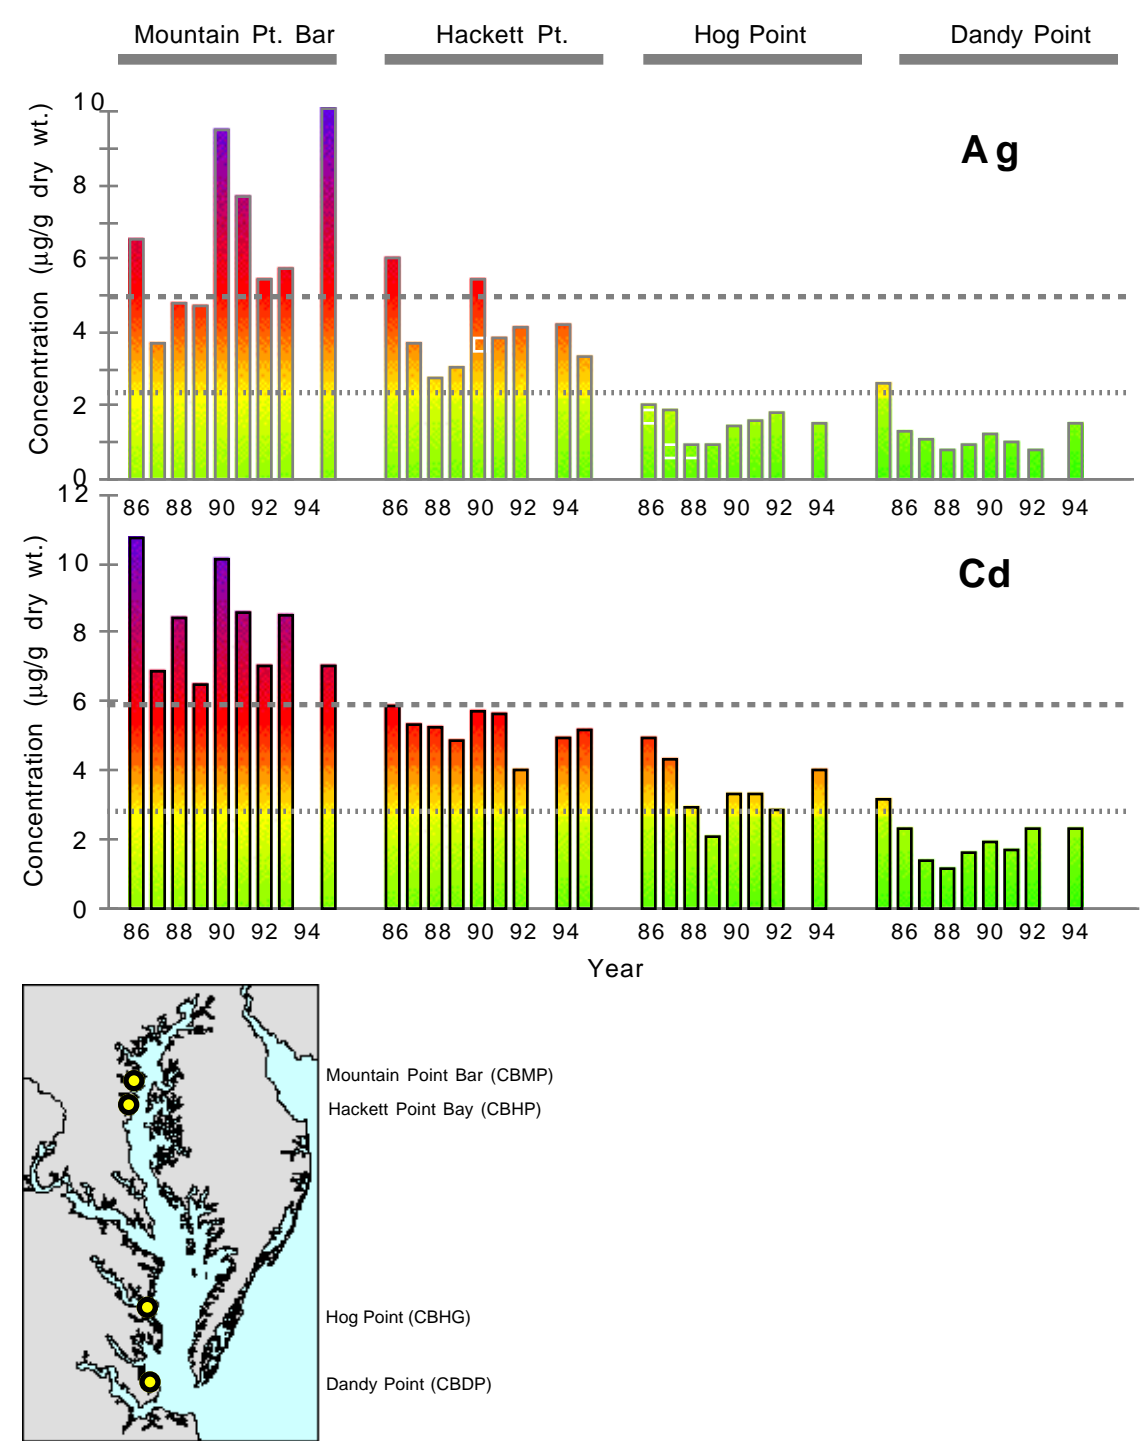 Mountain Pt. Bar Hackett Pt. Hog Point Dandy Point
Ag
Concentration (µg/g dry wt.)
10
8
6
4
2
0
86 88 90 92 94 86 88 90 92 94 86 88 90 92 94 86 88 90 92 94
Cd
Concentration (µg/g dry wt.)
12
10
8
6
4
2
0
86 88 90 92 94 86 88 90 92 94 86 88 90 92 94 86 88 90 92 94
Year
Mountain Point Bar (CBMP)
Hackett Point Bay (CBHP)
Hog Point (CBHG)
Dandy Point (CBDP)